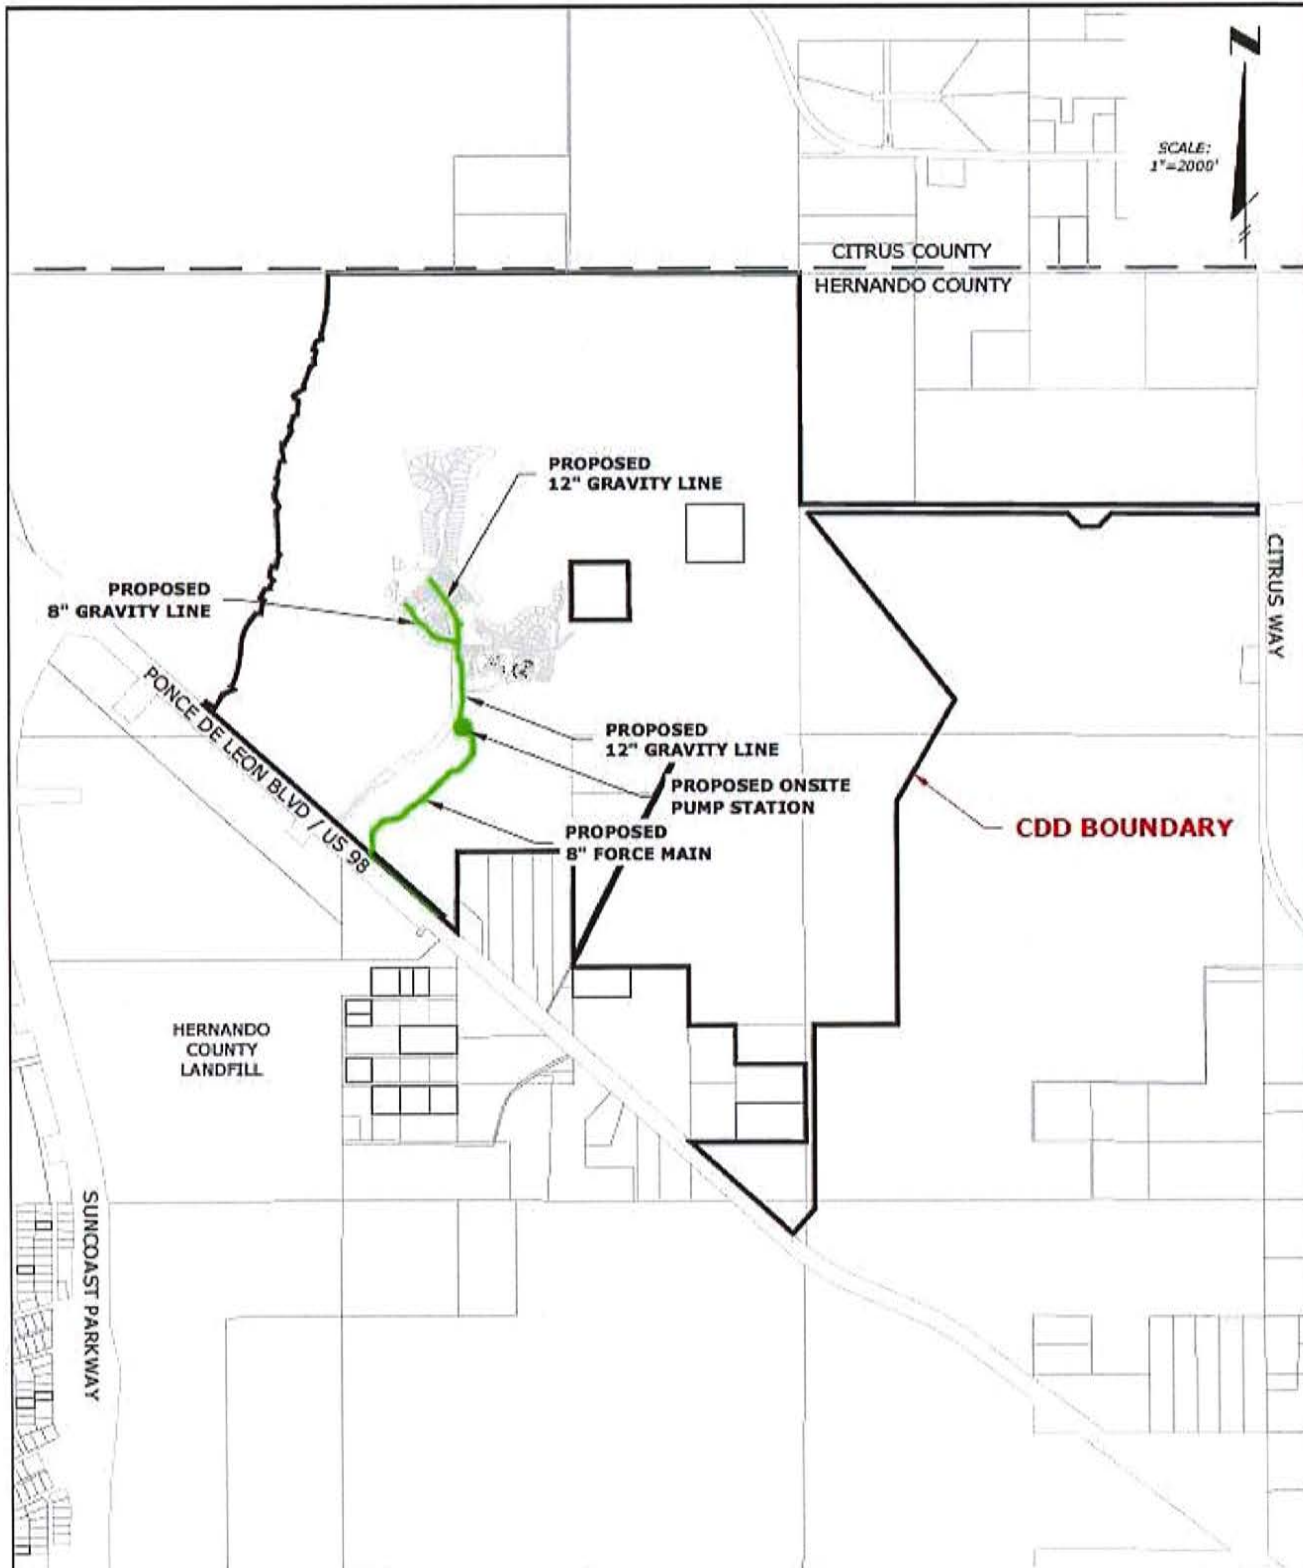 N
SCALE:
1"=2000'
CITRUS COUNTY
HERNANDO COUNTY
PROPOSED
12" GRAVITY LINE
CITRUS WAY
PROPOSED
8" GRAVITY LINE
PONCE DE LEON BLVD / US 98
PROPOSED
12" GRAVITY LINE
PROPOSED ONSITE
PUMP STATION
CDD BOUNDARY
PROPOSED
8" FORCE MAIN
HERNANDO
COUNTY
LANDFILL
SUNCOAST PARKWAY